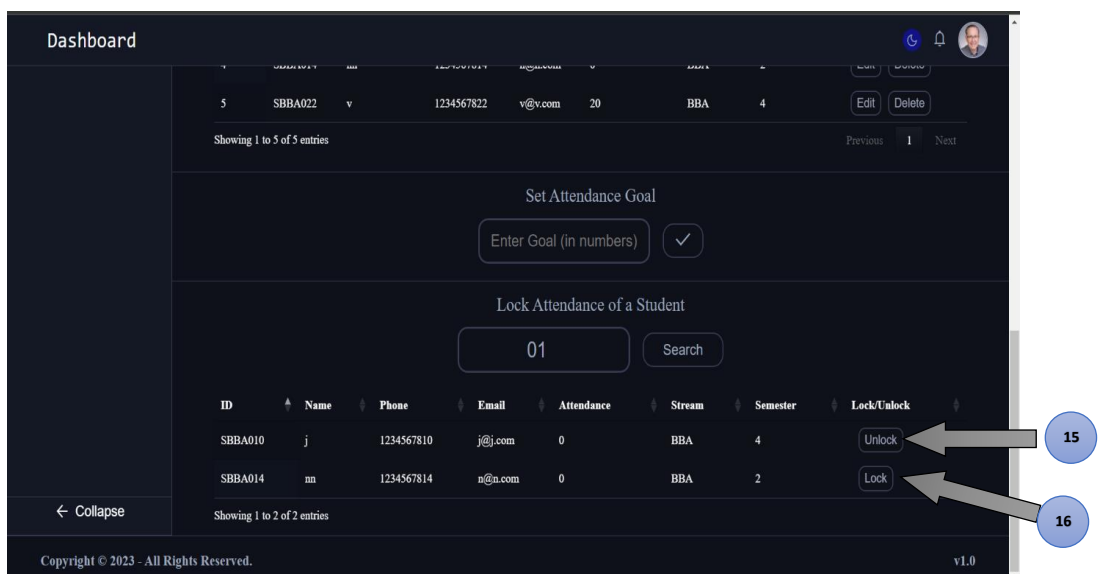 Dashboard
5 SBBA022 v 1234567822 v@v.com 20 BBA 4 Edit Delete
Showing 1 to 5 of 5 entries Previous 1 Next
Set Attendance Goal
Enter Goal (in numbers)
Lock Attendance of a Student
01 Search
ID Name Phone Email Attendance Stream Semester Lock/Unlock
SBBA010 j 1234567810 j@j.com 0 BBA 4 Unlock
15
SBBA014 nn 1234567814 n@n.com 0 BBA 2 Lock
16
← Collapse
Showing 1 to 2 of 2 entries
Copyright © 2023 - All Rights Reserved. v1.0